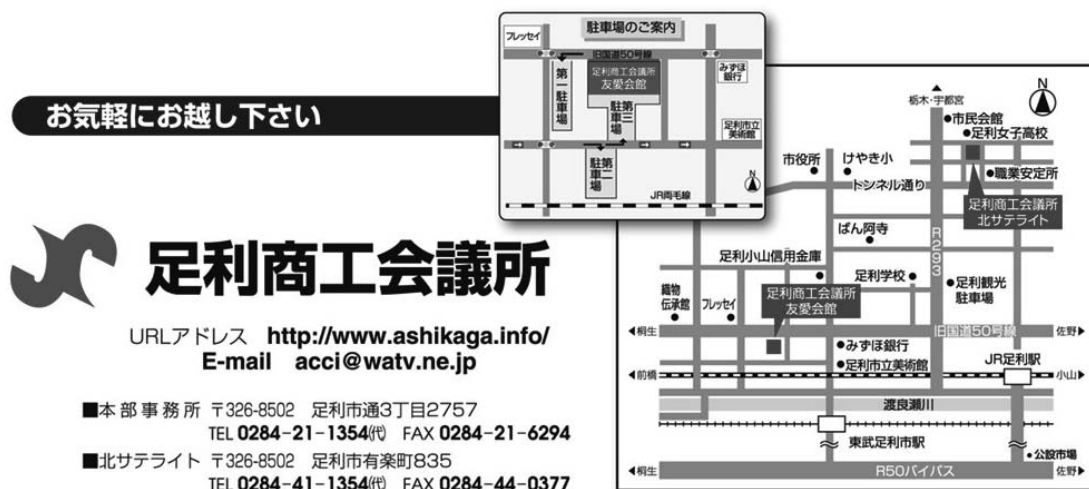 お気軽にお越し下さい
足利商工会議所
URLアドレス http://www.ashikaga.info/
E-mail acci@watv.ne.jp
■本部事務所 〒326-8502 足利市通3丁目2757
TEL 0284-21-1354㈹ FAX 0284-21-6294
■北サテライト 〒326-8502 足利市有楽町835
TEL 0284-41-1354㈹ FAX 0284-44-0377
駐車場のご案内
フレッセイ
旧国道50号線
第一駐車場
足利商工会議所
友愛会館
みずほ
銀行
第三駐車場
足利市立
美術館
第二駐車場
N
JR両毛線
N
栃木・宇都宮
●市民会館
●足利女子高校
市役所
けやき小
●職業安定所
トンネル通り
足利商工会議所
北サテライト
ばん阿寺
R293
足利小山信用金庫
足利学校
●足利観光
駐車場
織物
伝承館
フレッセイ
足利商工会議所
友愛会館
◀桐生
旧国道50号線
佐野▶
●みずほ銀行
●足利市立美術館
JR足利駅
◀前橋
小山▶
渡良瀬川
東武足利市駅
●公設市場
◀桐生
R50バイパス
佐野▶